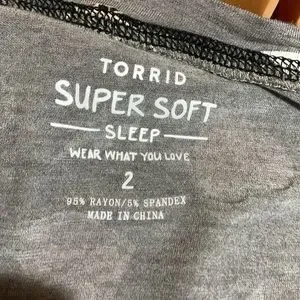 TORRID
SUPER SOFT
SLEEP
WEAR WHAT YOU LOVE
2
95% RAYON/5% SPANDEX
MADE IN CHINA